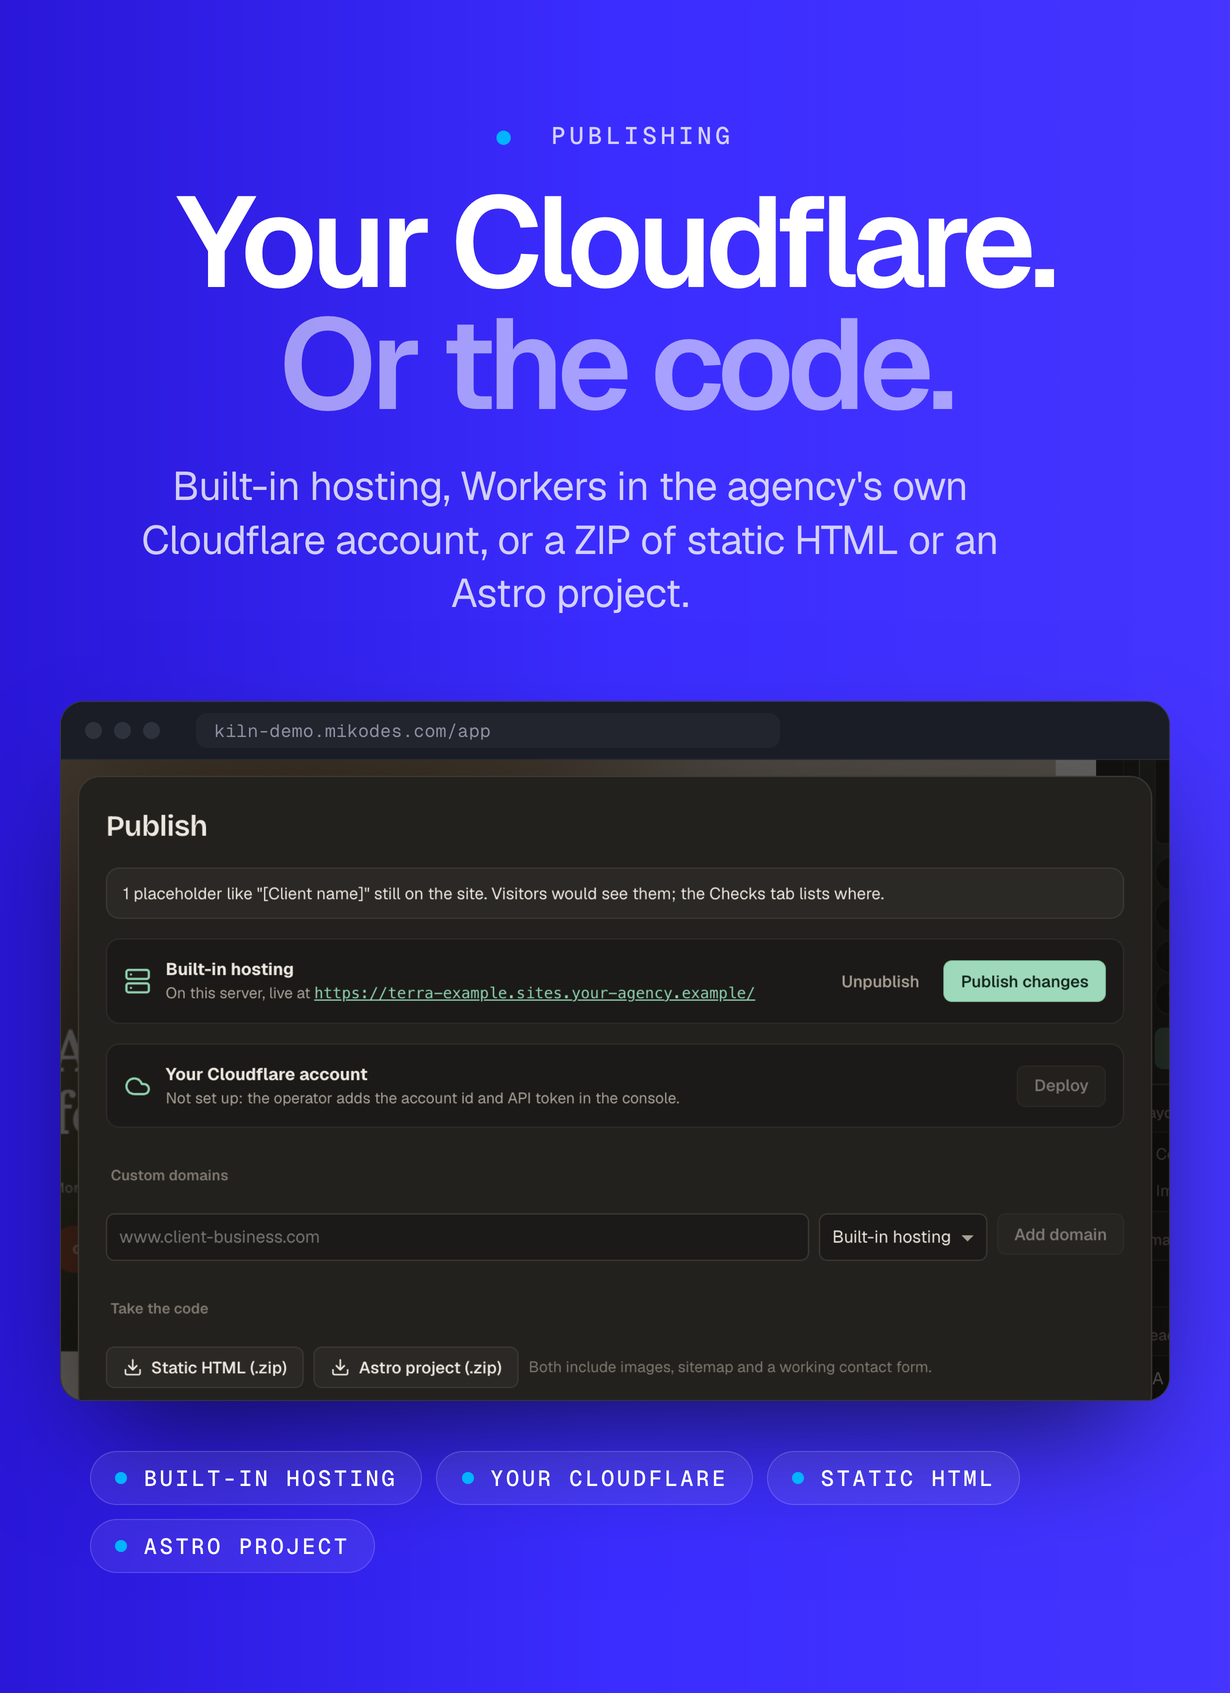 PUBLISHING
Your Cloudflare.
Or the code.
Built-in hosting, Workers in the agency's own
Cloudflare account, or a ZIP of static HTML or an
Astro project.
kiln-demo.mikodes.com/app
Publish
1 placeholder like "[Client name]" still on the site. Visitors would see them; the Checks tab lists where.
Built-in hosting
On this server, live at https://terra-example.sites.your-agency.example/
Unpublish
Publish changes
Your Cloudflare account
Not set up: the operator adds the account id and API token in the console.
Deploy
Custom domains
www.client-business.com
Built-in hosting
Add domain
Take the code
Static HTML (.zip)
Astro project (.zip)
Both include images, sitemap and a working contact form.
BUILT-IN HOSTING
YOUR CLOUDFLARE
STATIC HTML
ASTRO PROJECT